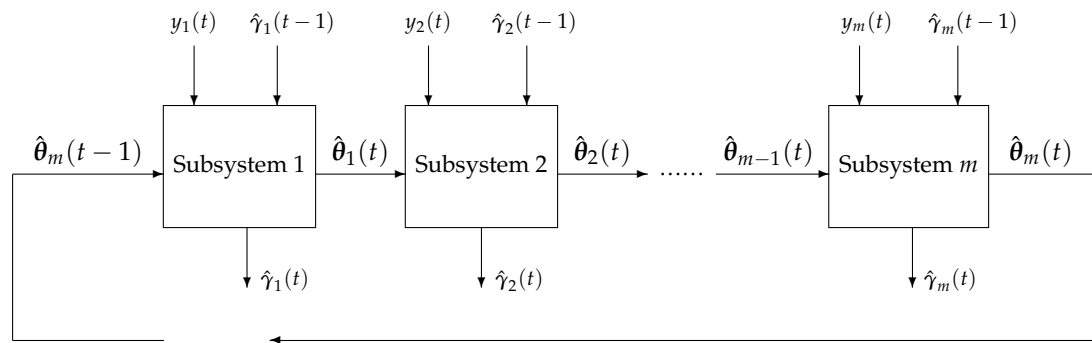 y₁(t) γ̂₁(t−1) y₂(t) γ̂₂(t−1) yₘ(t) γ̂ₘ(t−1)
θ̂ₘ(t−1) Subsystem 1 θ̂₁(t) Subsystem 2 θ̂₂(t) ······ θ̂ₘ₋₁(t) Subsystem m θ̂ₘ(t)
γ̂₁(t) γ̂₂(t) γ̂ₘ(t)